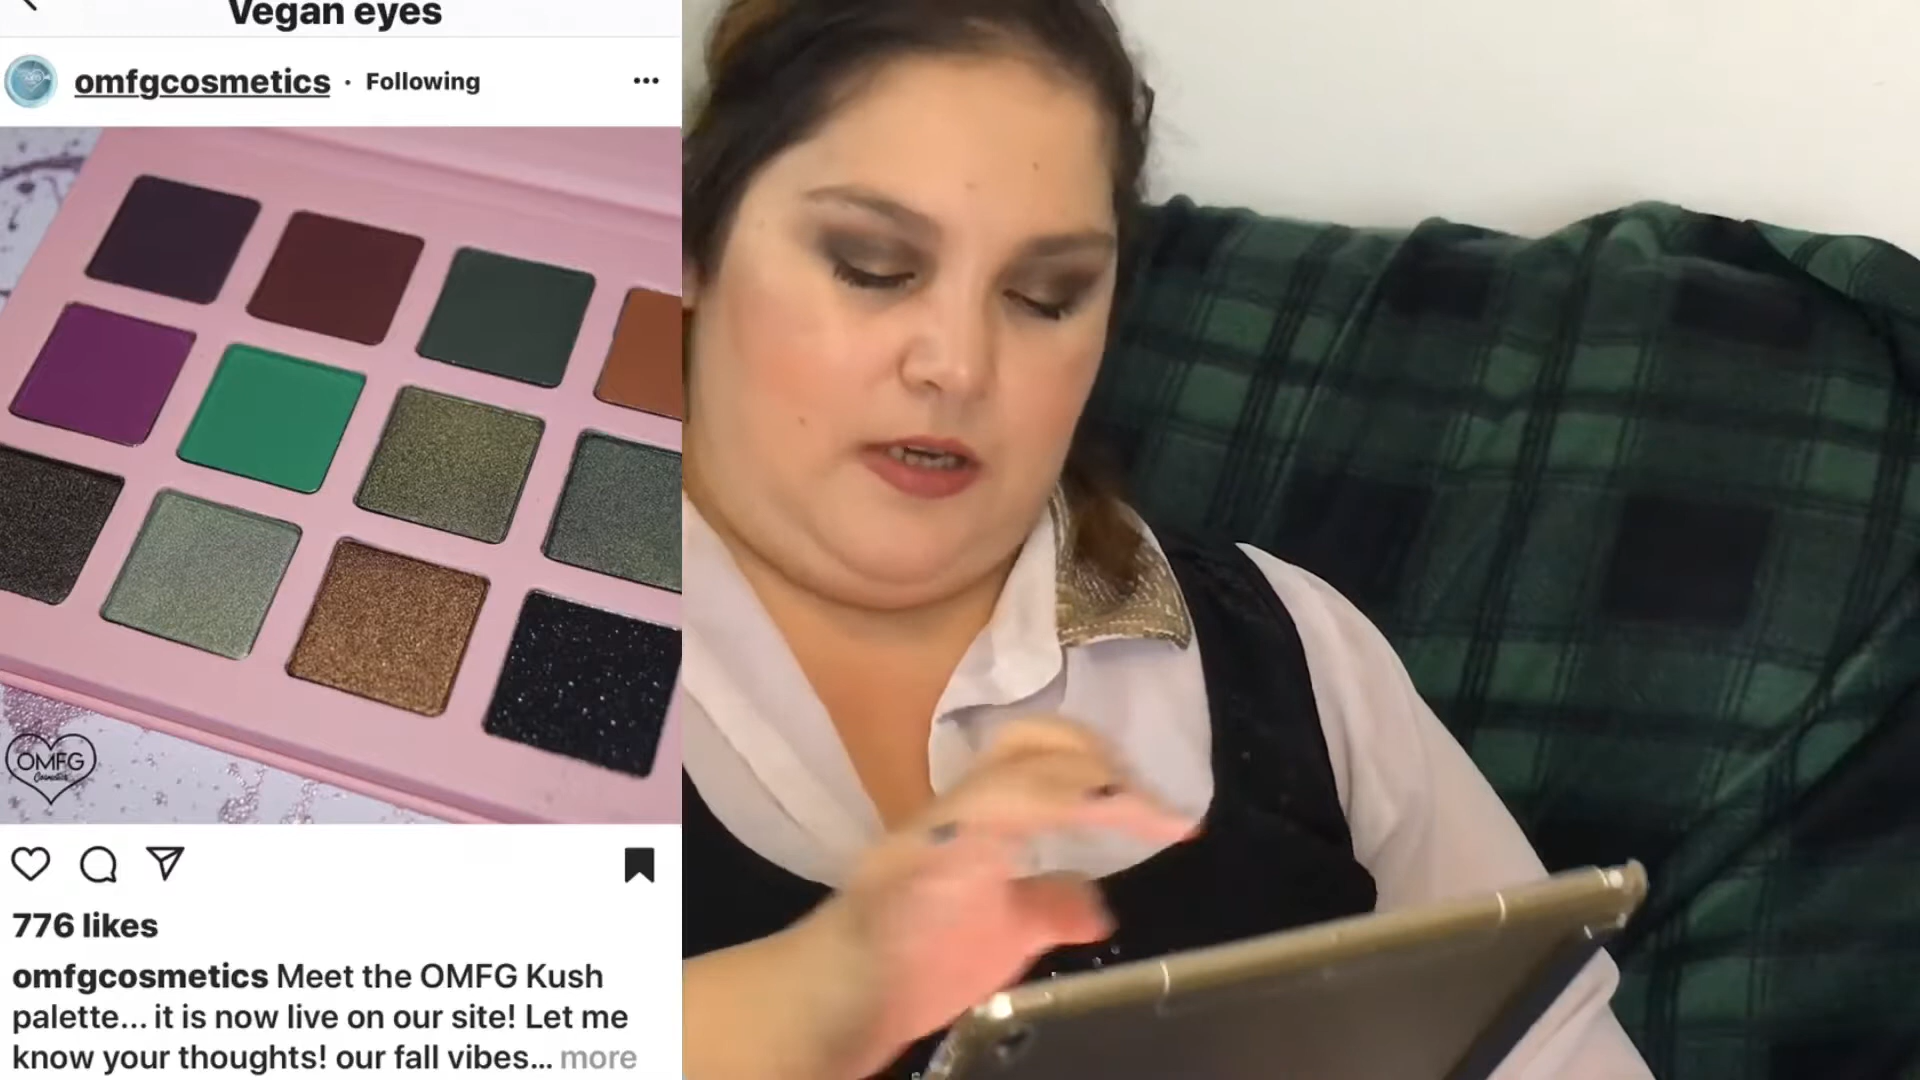 Vegan eyes
omfgcosmetics · Following
OMFG
Cosmetics
776 likes
omfgcosmetics Meet the OMFG Kush
palette... it is now live on our site! Let me
know your thoughts! our fall vibes... more